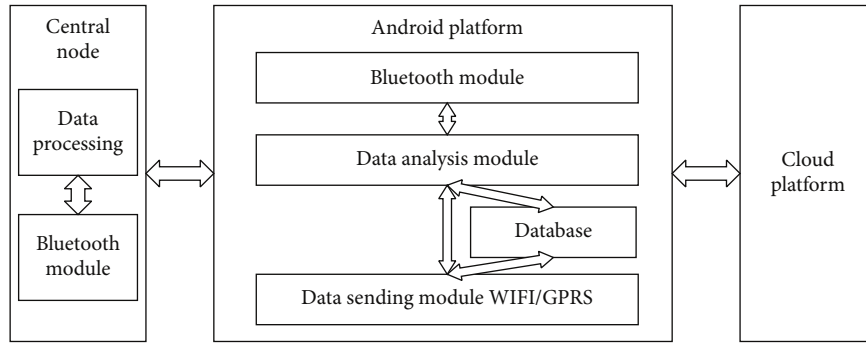 Central
node
Data
processing
Bluetooth
module
Android platform
Bluetooth module
Data analysis module
Database
Data sending module WIFI/GPRS
Cloud
platform